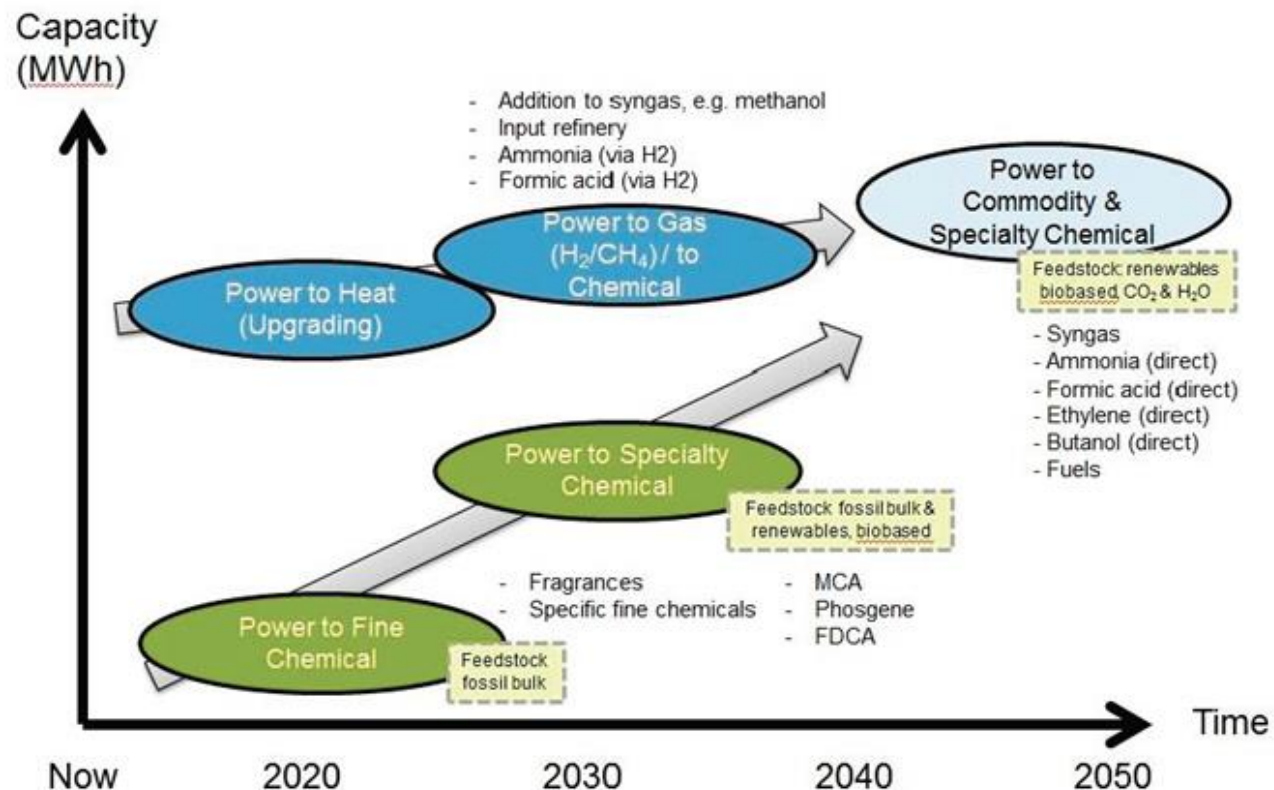 Capacity
(MWh)
- Addition to syngas, e.g. methanol
- Input refinery
- Ammonia (via H2)
- Formic acid (via H2)
Power to Heat
(Upgrading)
Power to Gas
(H₂/CH₄) / to
Chemical
Power to
Commodity &
Specialty Chemical
Feedstock: renewables
biobased, CO₂ & H₂O
- Syngas
- Ammonia (direct)
- Formic acid (direct)
- Ethylene (direct)
- Butanol (direct)
- Fuels
Power to Specialty
Chemical
Feedstock fossil bulk &
renewables, biobased
- Fragrances
- Specific fine chemicals
- MCA
- Phosgene
- FDCA
Power to Fine
Chemical
Feedstock
fossil bulk
Time
Now 2020 2030 2040 2050